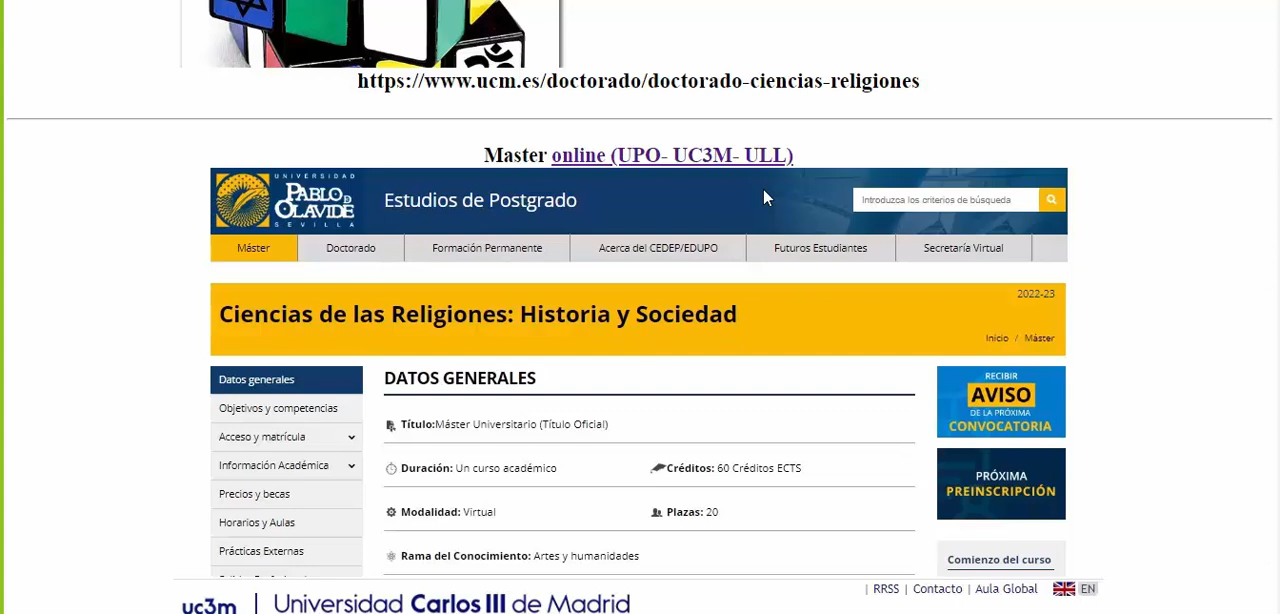 https://www.ucm.es/doctorado/doctorado-ciencias-religiones
Master online (UPO- UC3M- ULL)
UNIVERSIDAD
PABLO DE
OLAVIDE
SEVILLA
Estudios de Postgrado
Introduzca los criterios de búsqueda
Máster
Doctorado
Formación Permanente
Acerca del CEDEP/EDUPO
Futuros Estudiantes
Secretaría Virtual
2022-23
Ciencias de las Religiones: Historia y Sociedad
Inicio / Máster
Datos generales
Objetivos y competencias
Acceso y matrícula
Información Académica
Precios y becas
Horarios y Aulas
Prácticas Externas
DATOS GENERALES
Título:Máster Universitario (Título Oficial)
Duración: Un curso académico
Créditos: 60 Créditos ECTS
Modalidad: Virtual
Plazas: 20
Rama del Conocimiento: Artes y humanidades
RECIBIR
AVISO
DE LA PRÓXIMA
CONVOCATORIA
PRÓXIMA
PREINSCRIPCIÓN
Comienzo del curso
| RRSS | Contacto | Aula Global
EN
uc3m | Universidad Carlos III de Madrid